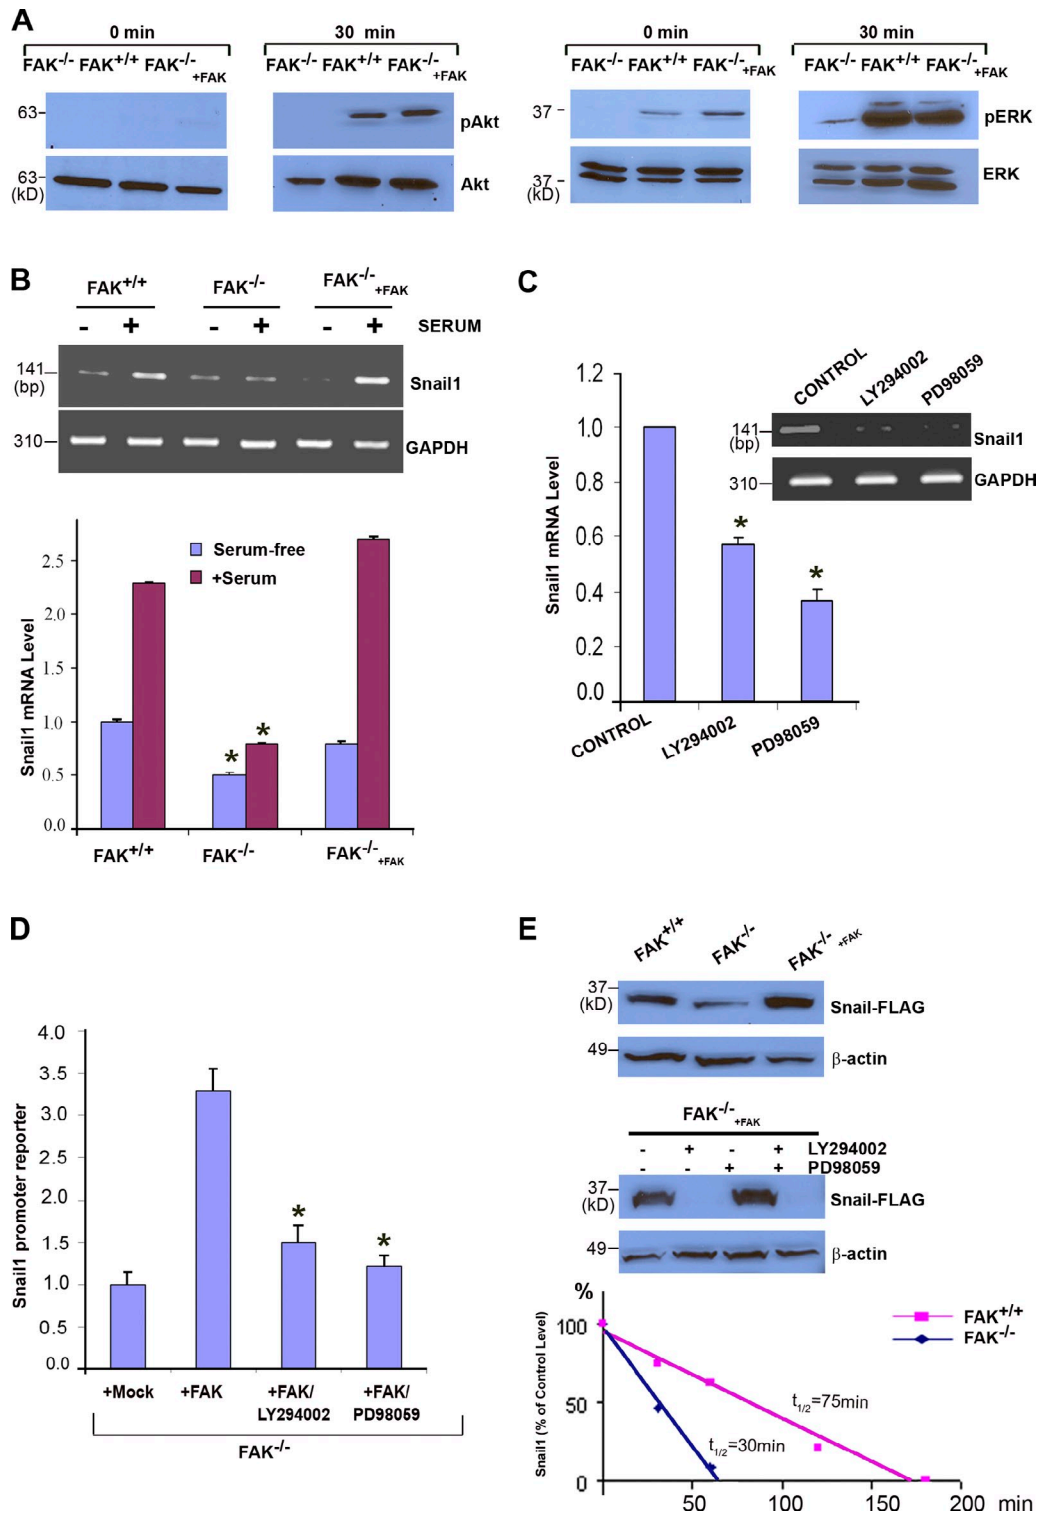 A
0 min
30 min
0 min
30 min
FAK-/- FAK+/+ FAK-/-+FAK
FAK-/- FAK+/+ FAK-/-+FAK
FAK-/- FAK+/+ FAK-/-+FAK
FAK-/- FAK+/+ FAK-/-+FAK
63
pAkt
37
pERK
63
(kD)
Akt
37
(kD)
ERK
B
FAK+/+
FAK-/-
FAK-/-+FAK
- + - + - + SERUM
141
(bp)
Snail1
310
GAPDH
Snail1 mRNA Level
2.5
2.0
1.5
1.0
0.5
0.0
Serum-free
+Serum
* *
FAK+/+
FAK-/-
FAK-/-+FAK
C
Snail1 mRNA Level
1.2
1.0
0.8
0.6
0.4
0.2
0.0
CONTROL
LY294002
PD98059
141
(bp)
Snail1
310
GAPDH
*
*
CONTROL
LY294002
PD98059
D
Snail1 promoter reporter
4.0
3.5
3.0
2.5
2.0
1.5
1.0
0.5
0.0
*
*
+Mock
+FAK
+FAK/
LY294002
+FAK/
PD98059
FAK-/-
E
FAK+/+
FAK-/-
FAK-/-+FAK
37
(kD)
Snail-FLAG
49
β-actin
FAK-/-+FAK
- + - + LY294002
- - + + PD98059
37
(kD)
Snail-FLAG
49
β-actin
%
Snail1 (% of Control Level)
100
50
0
FAK+/+
FAK-/-
t1/2=75min
t1/2=30min
50 100 150 200 min